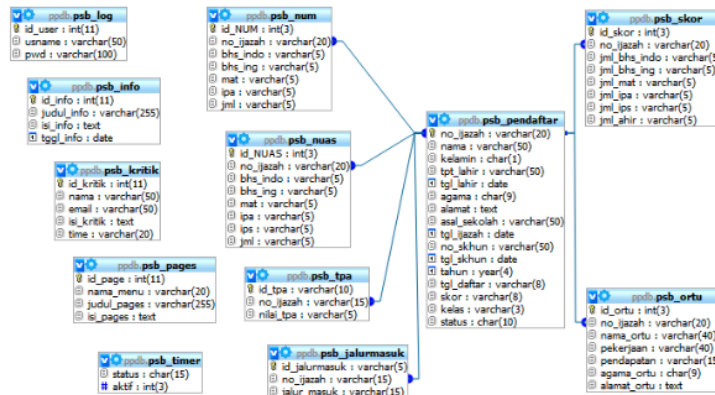 ppdb.psb_log
id_user : int(11)
usname : varchar(50)
pwd : varchar(100)
ppdb.psb_info
id_info : int(11)
judul_info : varchar(255)
isi_info : text
tggl_info : date
ppdb.psb_kritik
id_kritik : int(11)
nama : varchar(50)
email : varchar(50)
isi_kritik : text
time : varchar(20)
ppdb.psb_pages
id_page : int(11)
nama_menu : varchar(20)
judul_pages : varchar(255)
isi_pages : text
ppdb.psb_timer
status : char(15)
# aktif : int(3)
ppdb.psb_num
id_NUM : int(3)
no_ijazah : varchar(20)
bhs_indo : varchar(5)
bhs_ing : varchar(5)
mat : varchar(5)
ipa : varchar(5)
jml : varchar(5)
ppdb.psb_nuas
id_NUAS : int(3)
no_ijazah : varchar(20)
bhs_indo : varchar(5)
bhs_ing : varchar(5)
mat : varchar(5)
ipa : varchar(5)
ips : varchar(5)
jml : varchar(5)
ppdb.psb_tpa
id_tpa : varchar(10)
no_ijazah : varchar(15)
nilai_tpa : varchar(5)
ppdb.psb_jalurmasuk
id_jalurmasuk : varchar(5)
no_ijazah : varchar(15)
jalur_masuk : varchar(15)
ppdb.psb_pendaftar
no_ijazah : varchar(20)
nama : varchar(50)
kelamin : char(1)
tpt_lahir : varchar(50)
tgl_lahir : date
agama : char(9)
alamat : text
asal_sekolah : varchar(50)
tgl_ijazah : date
no_skhun : varchar(50)
tgl_skhun : date
tahun : year(4)
tgl_daftar : varchar(8)
skor : varchar(8)
kelas : varchar(3)
status : char(10)
ppdb.psb_skor
id_skor : int(3)
no_ijazah : varchar(20)
jml_bhs_indo : varchar(5
jml_bhs_ing : varchar(5)
jml_mat : varchar(5)
jml_ipa : varchar(5)
jml_ips : varchar(5)
jml_ahir : varchar(5)
ppdb.psb_ortu
id_ortu : int(3)
no_ijazah : varchar(20)
nama_ortu : varchar(40)
pekerjaan : varchar(40)
pendapatan : varchar(15
agama_ortu : char(9)
alamat_ortu : text